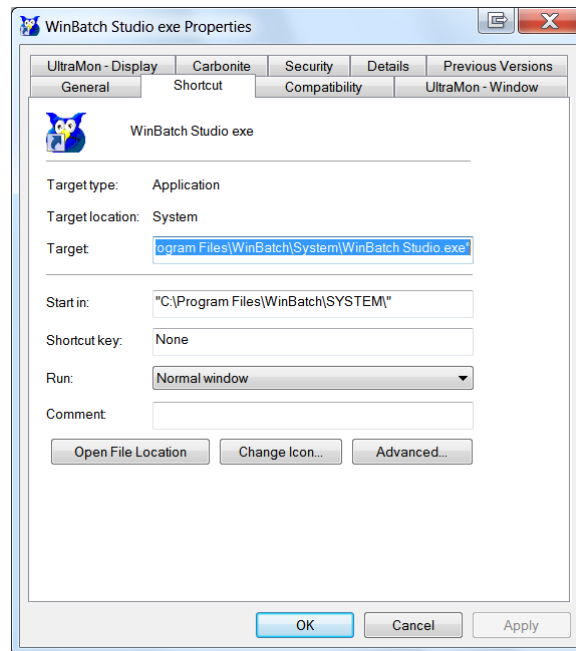 WinBatch Studio exe Properties
UltraMon - Display Carbonite Security Details Previous Versions
General Shortcut Compatibility UltraMon - Window
WinBatch Studio exe
Target type: Application
Target location: System
Target: rogram Files\WinBatch\System\WinBatch Studio.exe"
Start in: "C:\Program Files\WinBatch\SYSTEM\"
Shortcut key: None
Run: Normal window
Comment:
Open File Location Change Icon... Advanced...
OK Cancel Apply